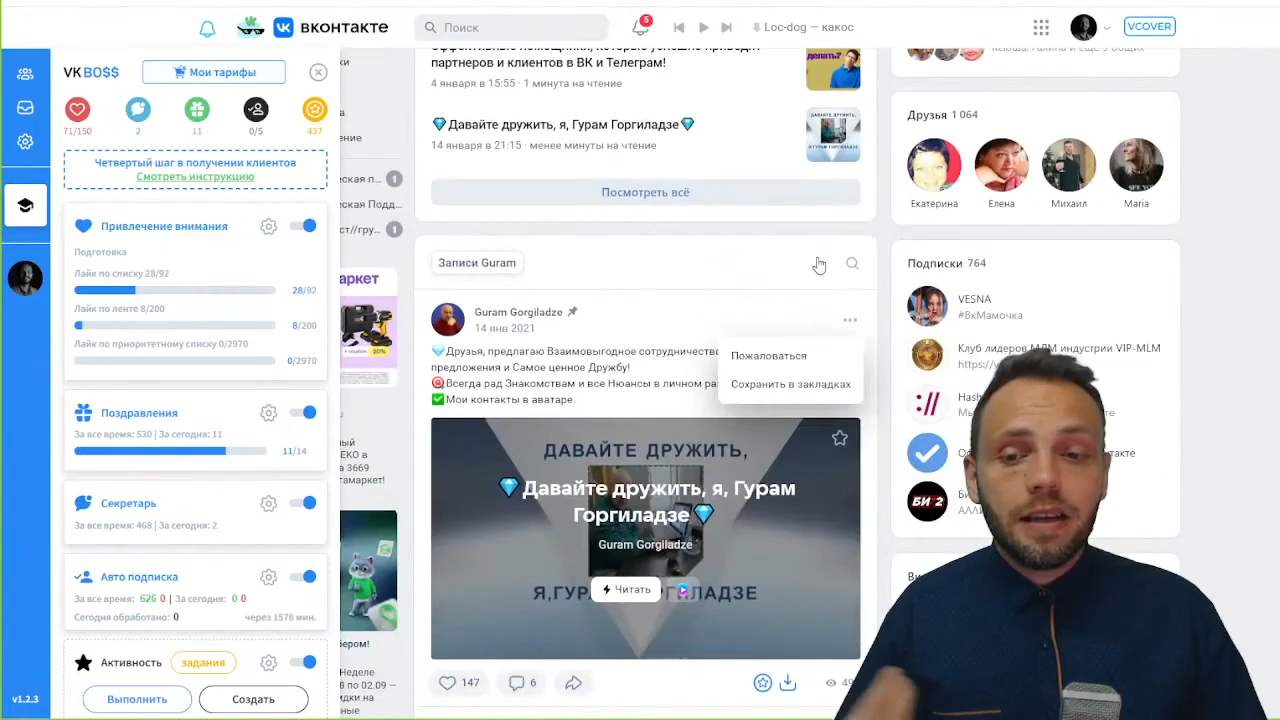 вконтакте
Поиск
5
Loc-dog — какос
VCOVER
VKBO$$
Мои тарифы
71/150
2
11
0/5
437
Четвертый шаг в получении клиентов
Смотреть инструкцию
Привлечение внимания
Подготовка
Лайк по списку 28/92
28/92
Лайк по ленте 8/200
8/200
Лайк по приоритетному списку 0/2970
0/2970
Поздравления
За все время: 530 | За сегодня: 11
11/14
Секретарь
За все время: 468 | За сегодня: 2
Авто подписка
За все время: 626 0 | За сегодня: 0 0
Сегодня обработано: 0
через 1578 мин.
Активность
задания
Выполнить
Создать
v1.2.3
1
1
20%
партнеров и клиентов в ВК и Телеграм!
4 января в 15:55 · 1 минута на чтение
Давайте дружить, я, Гурам Горгиладзе
14 января в 21:15 · менее минуты на чтение
Посмотреть всё
Записи Guram
Guram Gorgiladze
14 янв 2021
Друзья, предлагаю Взаимовыгодное сотрудничество
предложения и Самое ценное Дружбу!
Всегда рад Знакомствам и все Нюансы в личном
Мои контакты в аватаре.
Пожаловаться
Сохранить в закладках
ДАВАЙТЕ ДРУЖИТЬ,
Давайте дружить, я, Гурам
Горгиладзе
Guram Gorgiladze
Читать
147
6
Друзья 1 064
Екатерина
Елена
Михаил
Maria
Подписки 764
VESNA
#ВкМамочка
Клуб лидеров МЛМ индустрии VIP-MLM
https://
БИ2